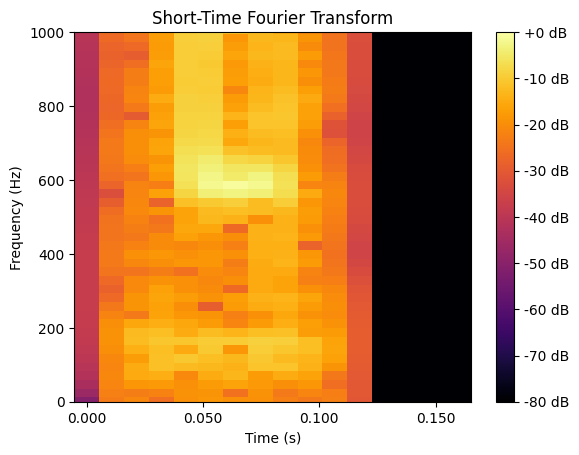 Short-Time Fourier Transform
Frequency (Hz)
1000
800
600
400
200
0
0.000
0.050
0.100
0.150
Time (s)
+0 dB
-10 dB
-20 dB
-30 dB
-40 dB
-50 dB
-60 dB
-70 dB
-80 dB